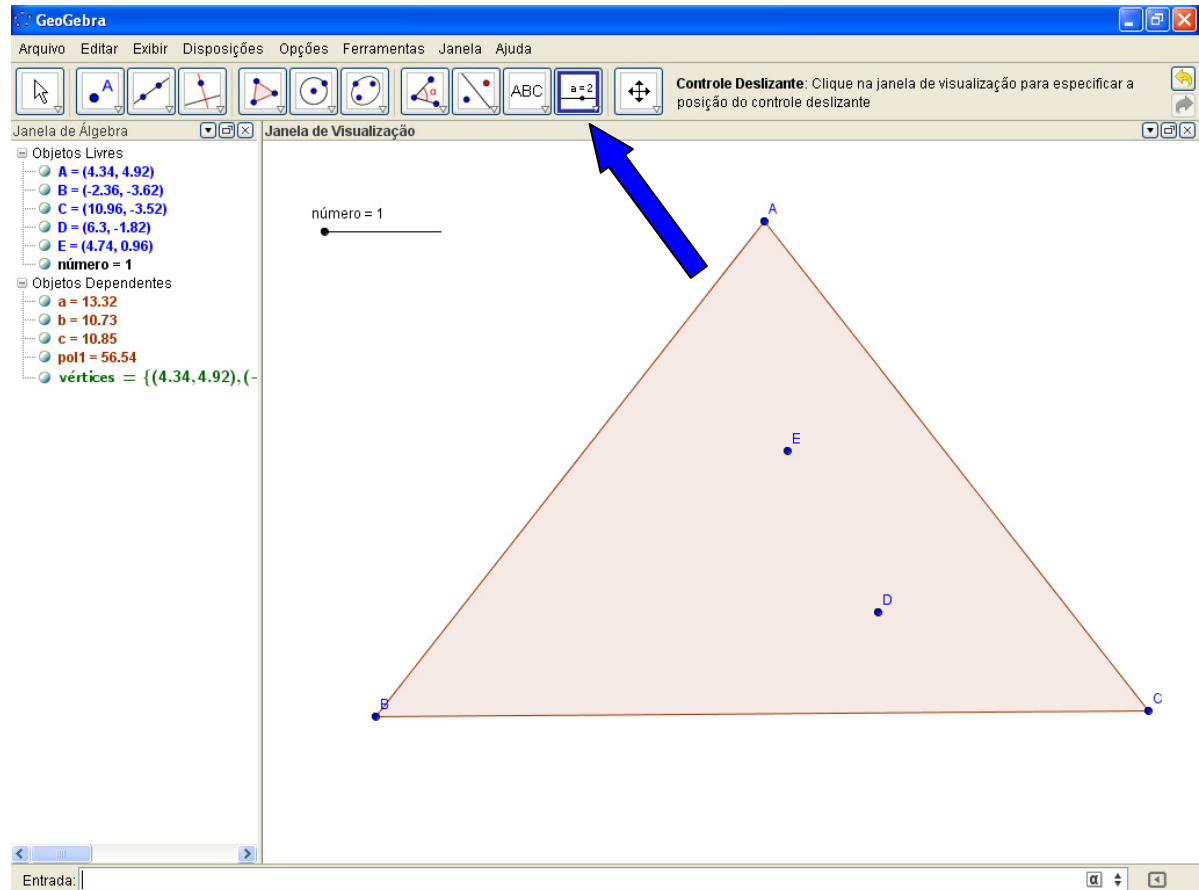 GeoGebra
Arquivo Editar Exibir Disposições Opções Ferramentas Janela Ajuda
A
α
ABC
a = 2
Controle Deslizante: Clique na janela de visualização para especificar a
posição do controle deslizante
Janela de Álgebra
Janela de Visualização
Objetos Livres
A = (4.34, 4.92)
B = (-2.36, -3.62)
C = (10.96, -3.52)
D = (6.3, -1.82)
E = (4.74, 0.96)
número = 1
Objetos Dependentes
a = 13.32
b = 10.73
c = 10.85
pol1 = 56.54
vértices = {(4.34,4.92),(-
número = 1
A
E
D
B
C
Entrada:
α